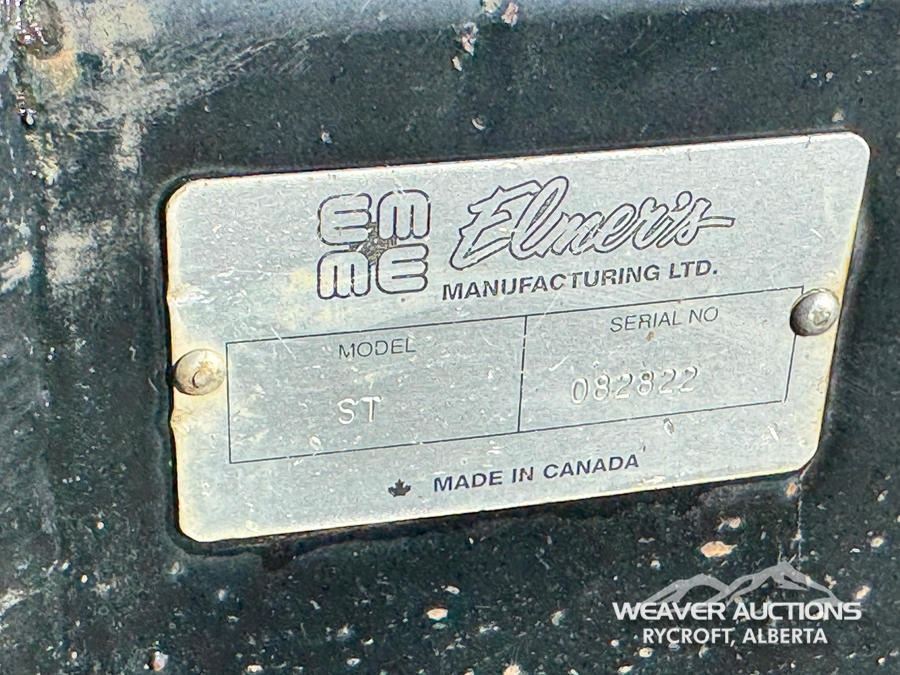 EM
ME
Elmer's
MANUFACTURING LTD.
MODEL
SERIAL NO
ST
082822
MADE IN CANADA
WEAVER AUCTIONS
RYCROFT, ALBERTA